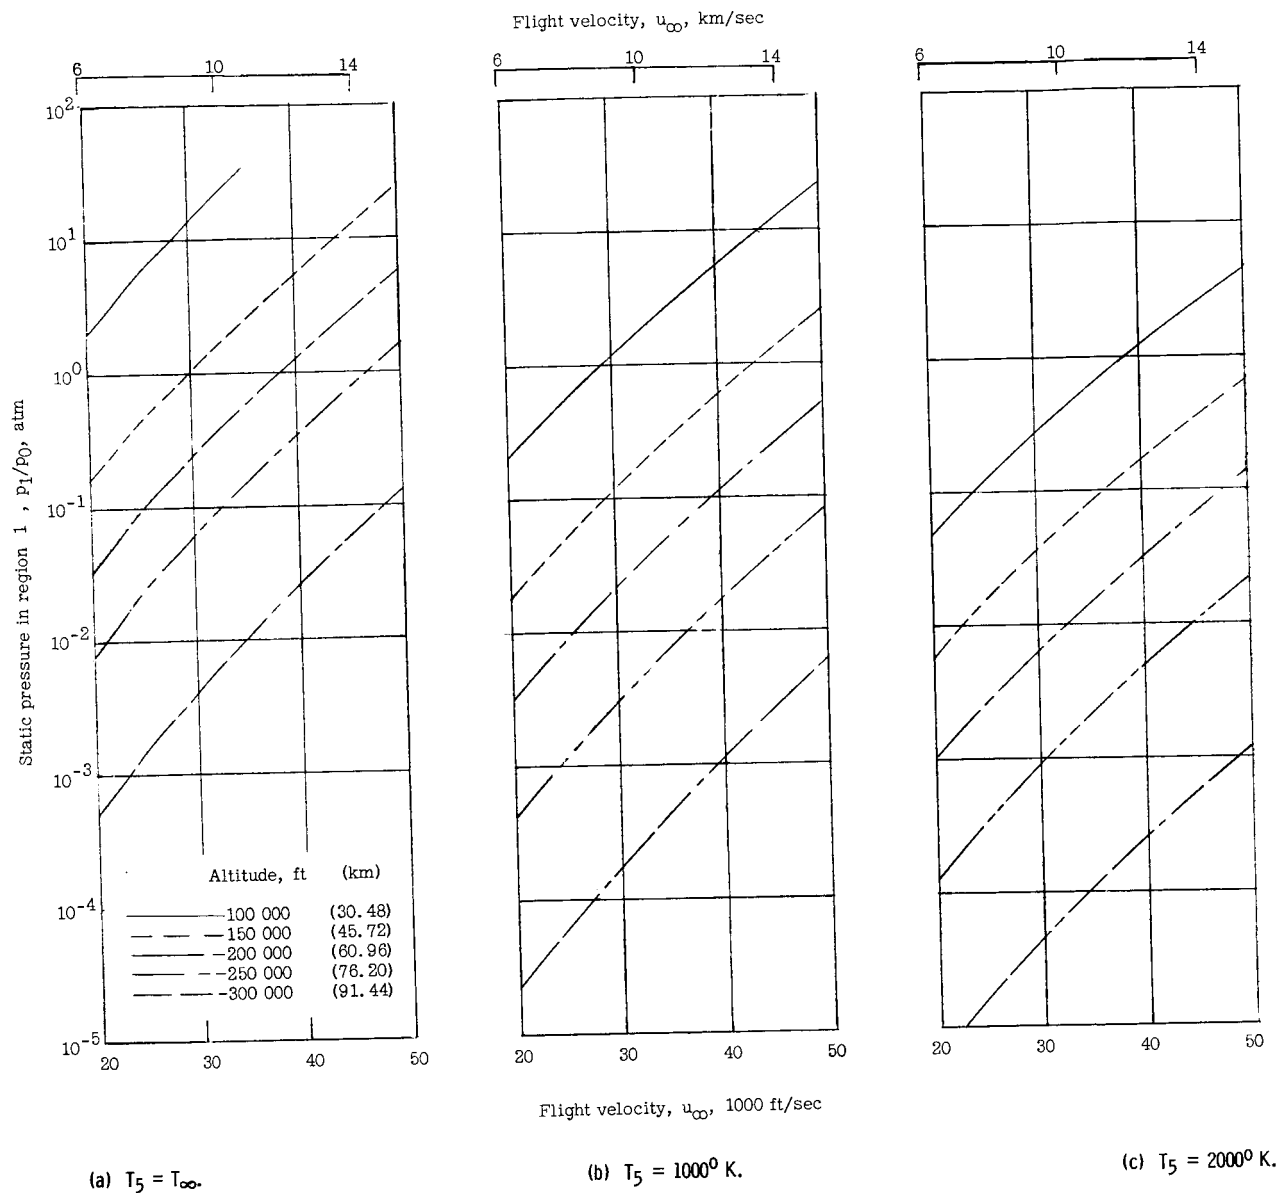 Flight velocity, u∞, km/sec
6 10 14
6 10 14
6 10 14
10²
10¹
10⁰
10⁻¹
10⁻²
10⁻³
10⁻⁴
10⁻⁵
Static pressure in region 1 , p₁/p₀, atm
Altitude, ft (km)
100 000 (30.48)
150 000 (45.72)
200 000 (60.96)
250 000 (76.20)
300 000 (91.44)
20 30 40 50
20 30 40 50
20 30 40 50
Flight velocity, u∞, 1000 ft/sec
(a) T₅ = T∞.
(b) T₅ = 1000⁰ K.
(c) T₅ = 2000⁰ K.